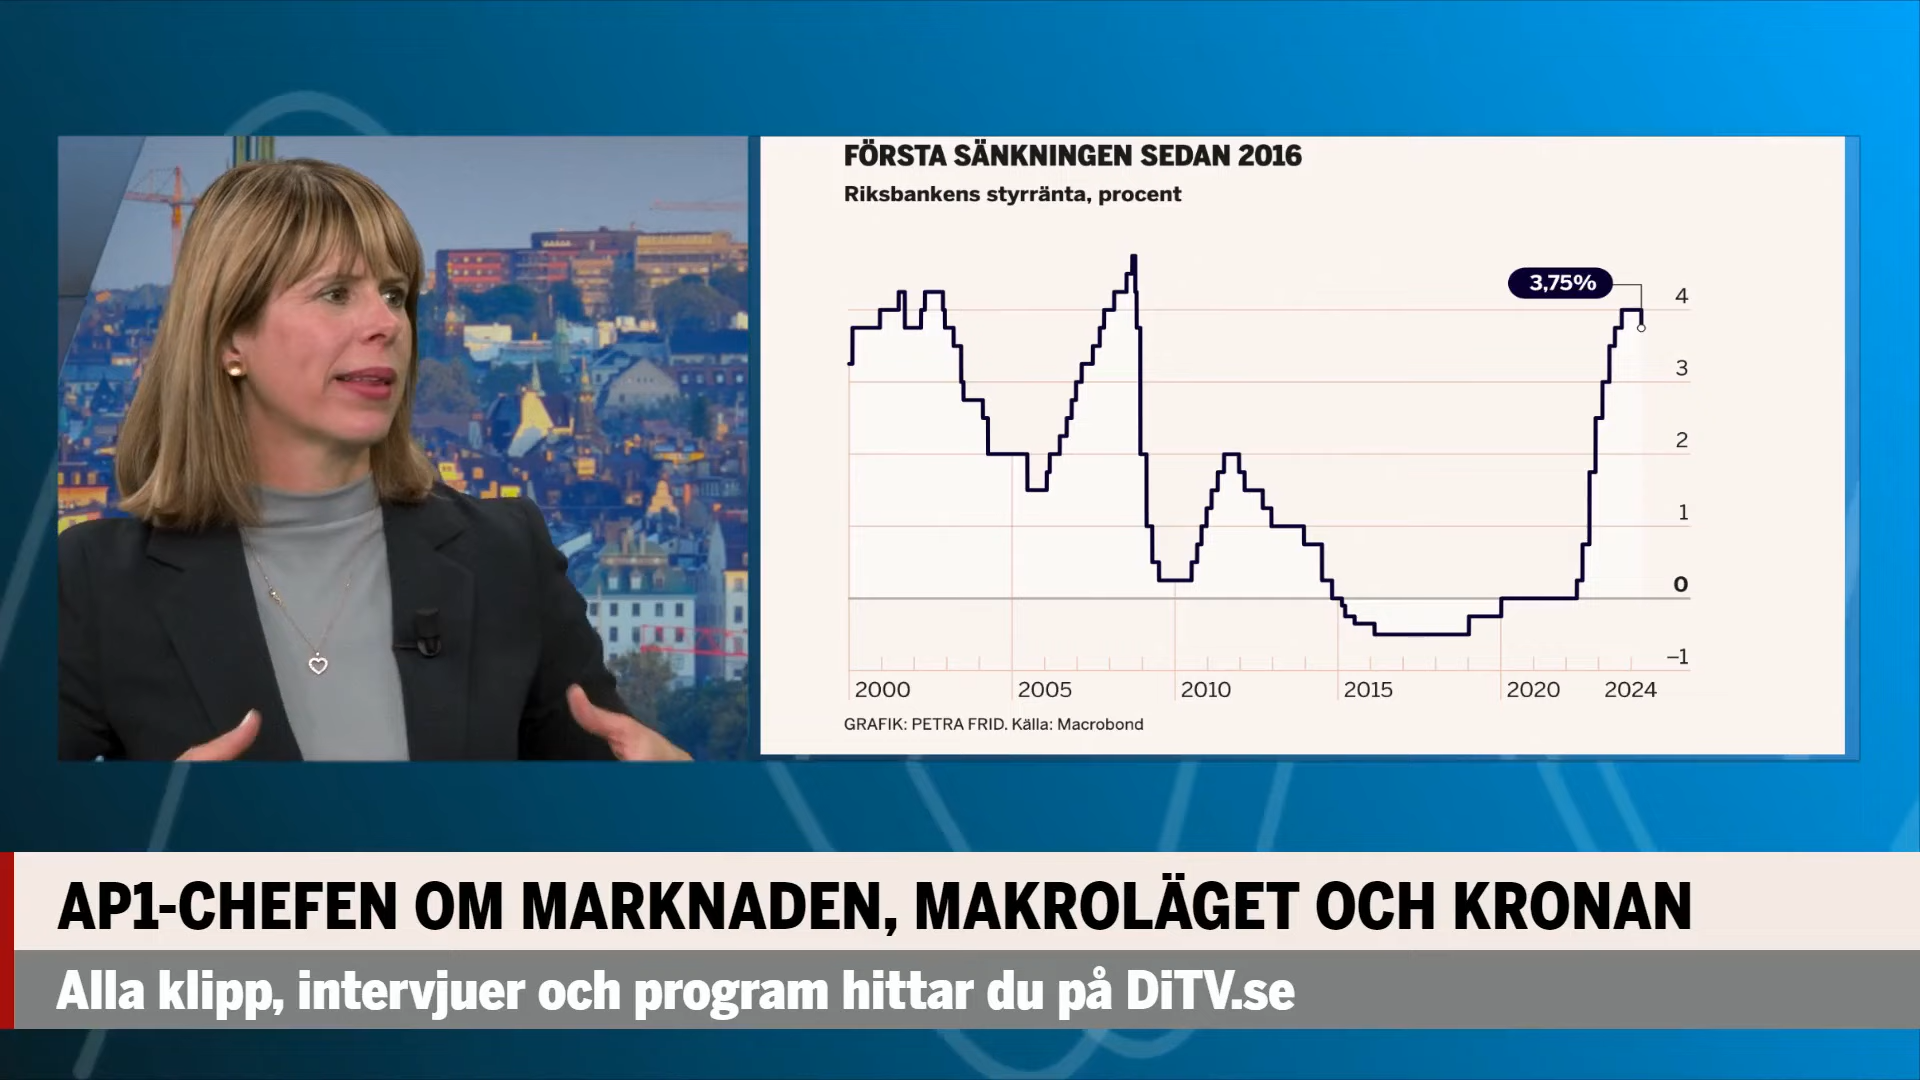 FÖRSTA SÄNKNINGEN SEDAN 2016
Riksbankens styrränta, procent
3,75%
4
3
2
1
0
–1
2000 2005 2010 2015 2020 2024
GRAFIK: PETRA FRID. Källa: Macrobond
AP1-CHEFEN OM MARKNADEN, MAKROLÄGET OCH KRONAN
Alla klipp, intervjuer och program hittar du på DiTV.se